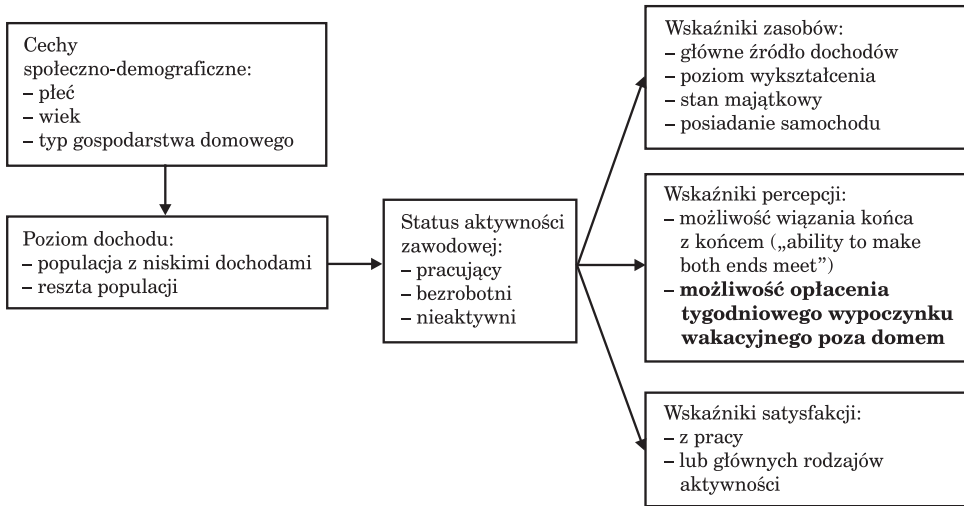 Cechy
społeczno-demograficzne:
– płeć
– wiek
– typ gospodarstwa domowego
Poziom dochodu:
– populacja z niskimi dochodami
– reszta populacji
Status aktywności
zawodowej:
– pracujący
– bezrobotni
– nieaktywni
Wskaźniki zasobów:
– główne źródło dochodów
– poziom wykształcenia
– stan majątkowy
– posiadanie samochodu
Wskaźniki percepcji:
– możliwość wiązania końca
z końcem („ability to make
both ends meet”)
– możliwość opłacenia
tygodniowego wypoczynku
wakacyjnego poza domem
Wskaźniki satysfakcji:
– z pracy
– lub głównych rodzajów
aktywności